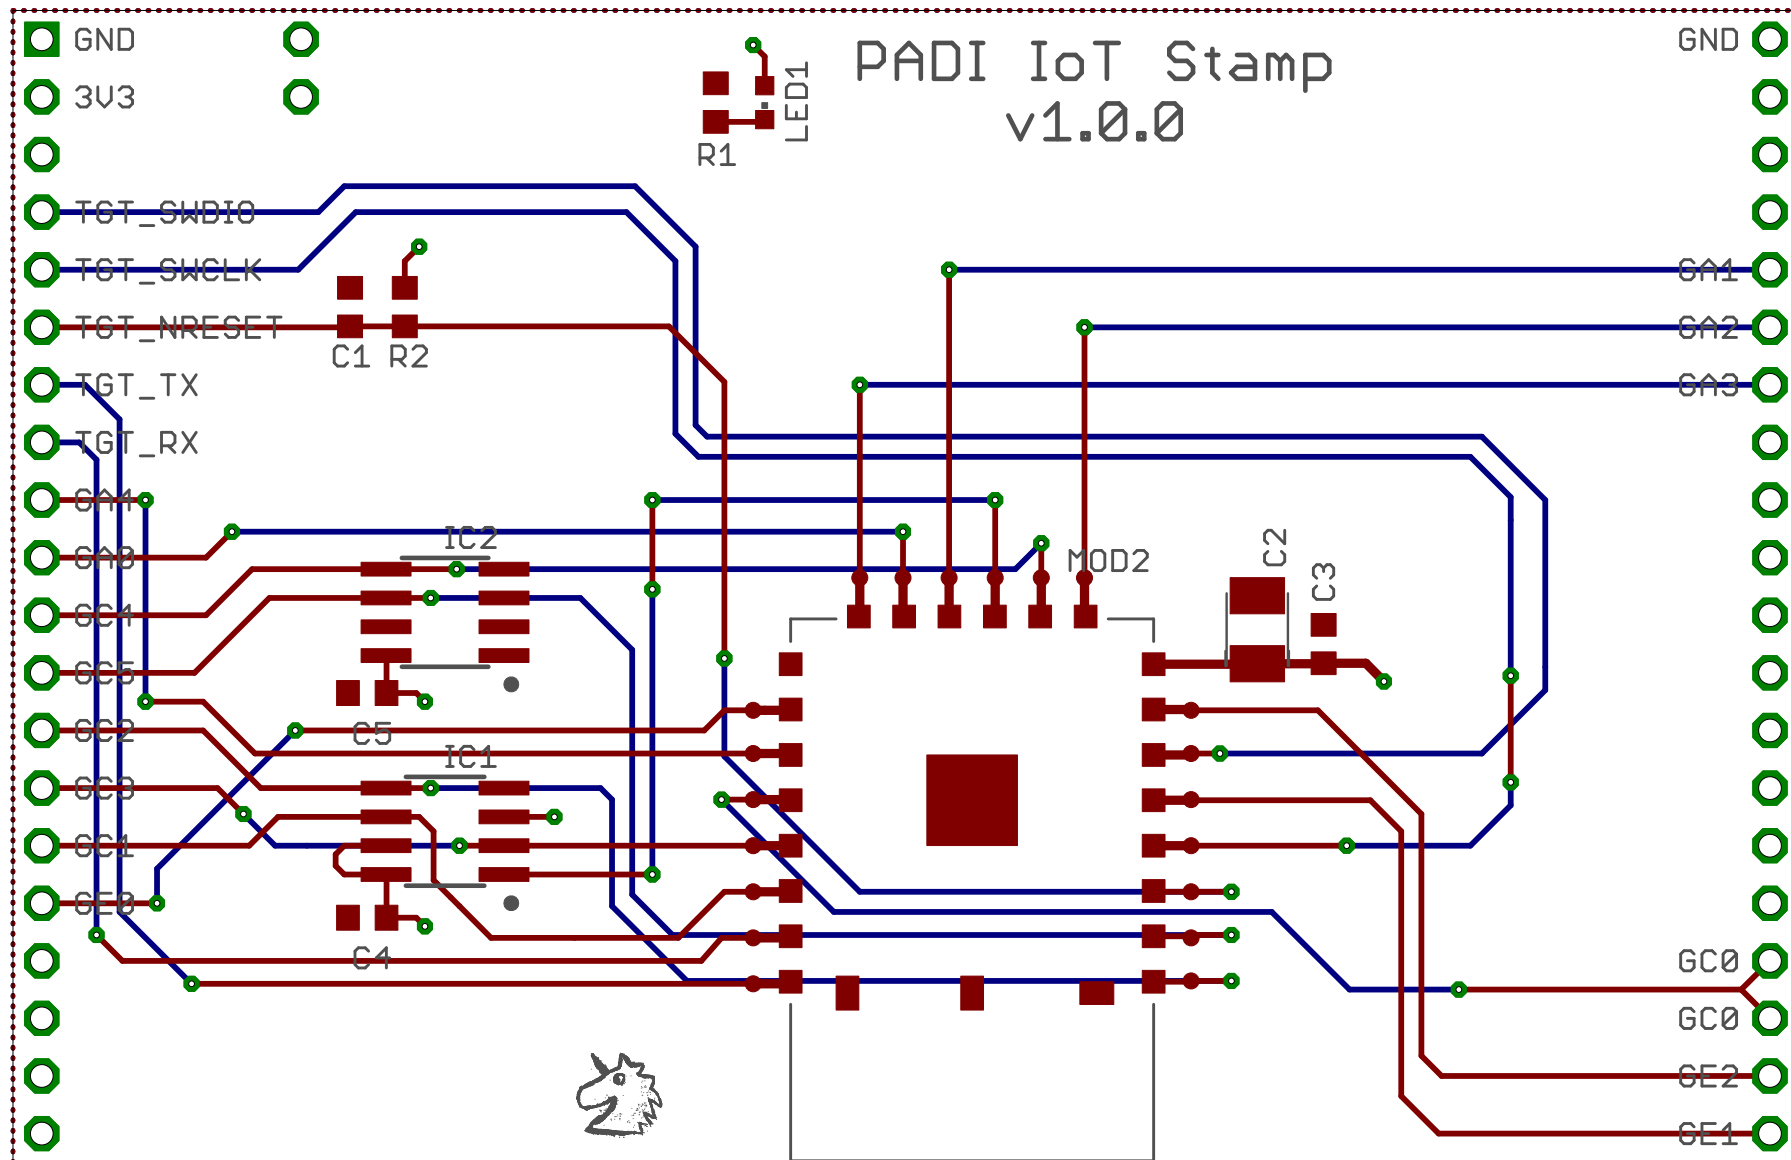 GND
3V3
TGT_SWDIO
TGT_SWCLK
TGT_NRESET
TGT_TX
TGT_RX
GA4
GA0
GC4
GC5
GC2
GC3
GC1
GE0
C1
R2
IC2
C5
IC1
C4
R1
LED1
PADI IoT Stamp
v1.0.0
MOD2
C2
C3
GND
GA1
GA2
GA3
GC0
GC0
GE2
GE1